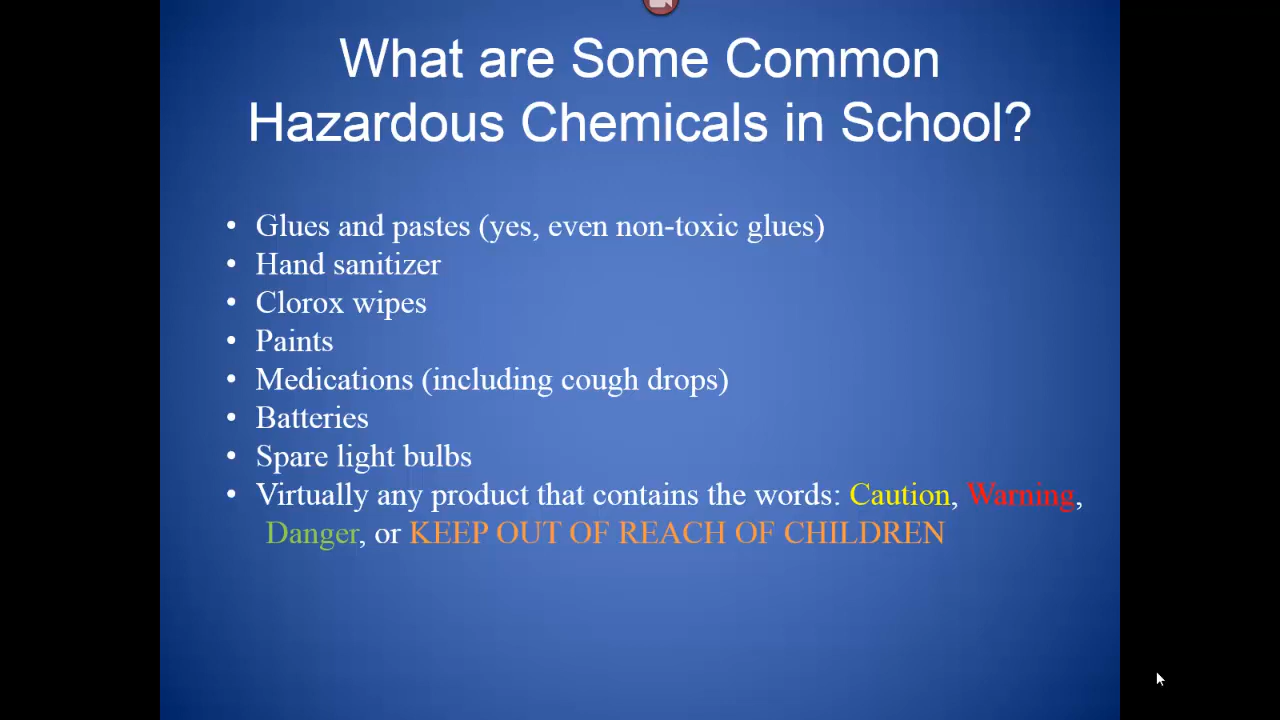 What are Some Common
Hazardous Chemicals in School?
• Glues and pastes (yes, even non-toxic glues)
• Hand sanitizer
• Clorox wipes
• Paints
• Medications (including cough drops)
• Batteries
• Spare light bulbs
• Virtually any product that contains the words: Caution, Warning,
Danger, or KEEP OUT OF REACH OF CHILDREN